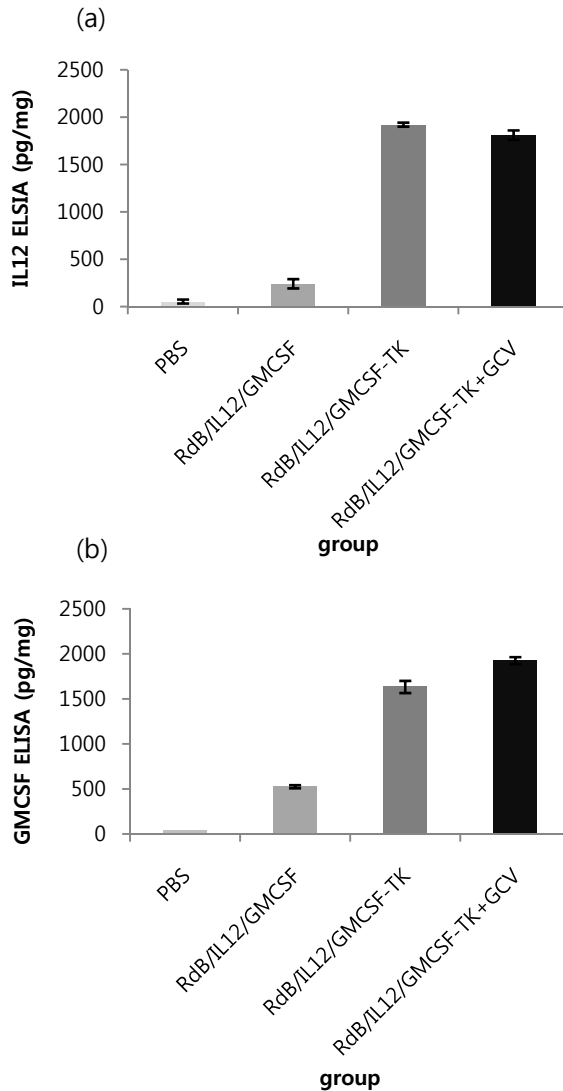 (a)
IL12 ELSIA (pg/mg)
2500
2000
1500
1000
500
0
PBS
RdB/IL12/GMCSF
RdB/IL12/GMCSF-TK
RdB/IL12/GMCSF-TK+GCV
group
(b)
GMCSF ELISA (pg/mg)
2500
2000
1500
1000
500
0
PBS
RdB/IL12/GMCSF
RdB/IL12/GMCSF-TK
RdB/IL12/GMCSF-TK+GCV
group